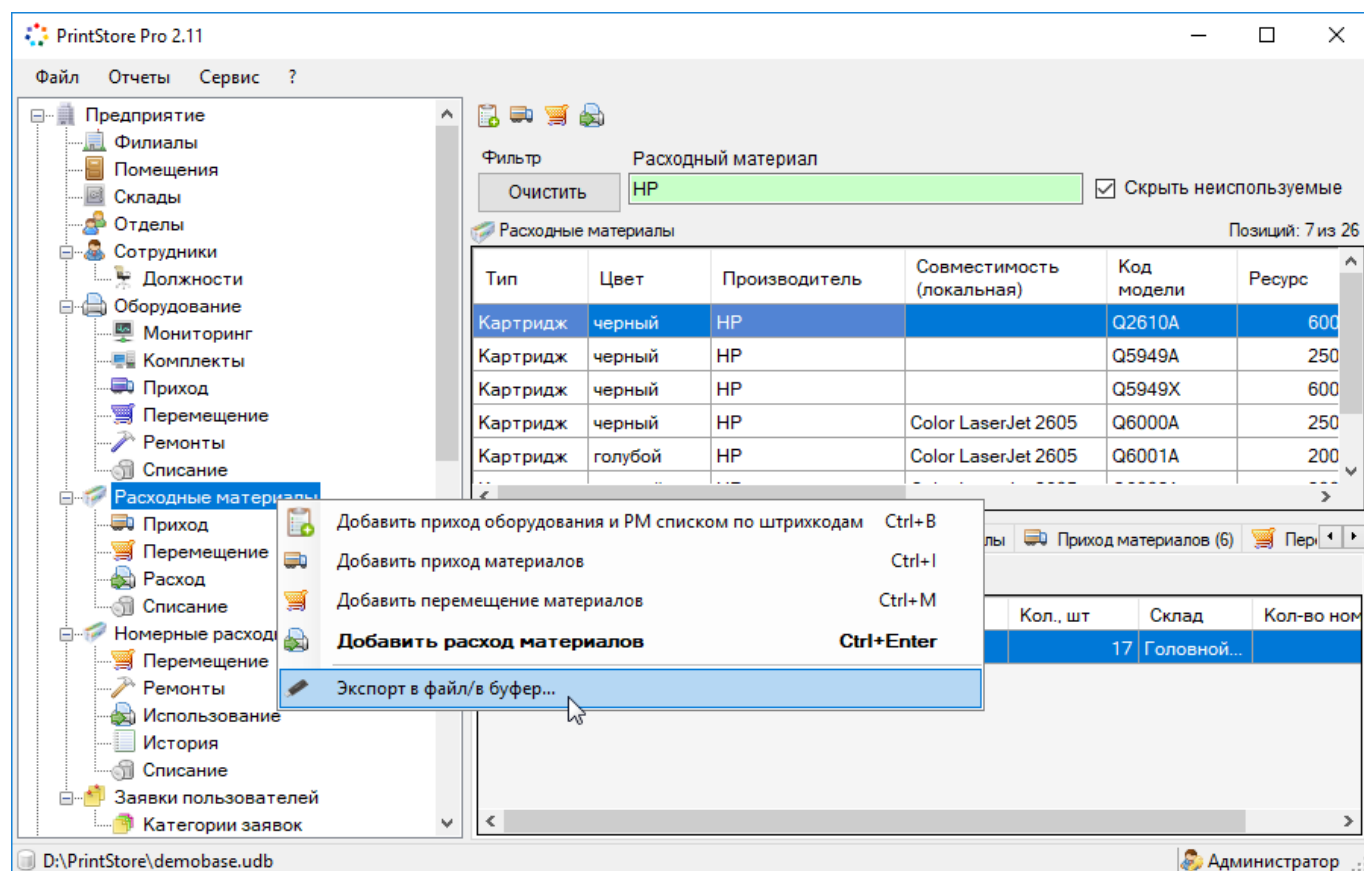 PrintStore Pro 2.11
Файл Отчеты Сервис ?
Предприятие
Филиалы
Помещения
Склады
Отделы
Сотрудники
Должности
Оборудование
Мониторинг
Комплекты
Приход
Перемещение
Ремонты
Списание
Расходные материалы
Приход
Перемещение
Расход
Списание
Номерные расход
Перемещение
Ремонты
Использование
История
Списание
Заявки пользователей
Категории заявок
Фильтр Расходный материал
Очистить HP Скрыть неиспользуемые
Расходные материалы Позиций: 7 из 26
Тип Цвет Производитель Совместимость (локальная) Код модели Ресурс
Картридж черный HP Q2610A 600
Картридж черный HP Q5949A 250
Картридж черный HP Q5949X 600
Картридж черный HP Color LaserJet 2605 Q6000A 250
Картридж голубой HP Color LaserJet 2605 Q6001A 200
Добавить приход оборудования и РМ списком по штрихкодам Ctrl+B
Добавить приход материалов Ctrl+I
Добавить перемещение материалов Ctrl+M
Добавить расход материалов Ctrl+Enter
Экспорт в файл/в буфер...
лы Приход материалов (6) Пер
Кол., шт Склад Кол-во ном
17 Головной...
D:\PrintStore\demobase.udb Администратор